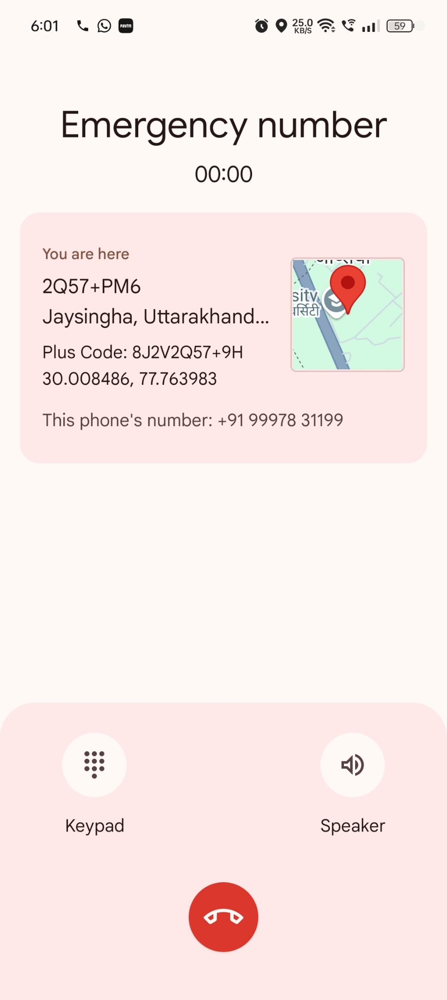 6:01
paytm
25.0
KB/S
59
Emergency number
00:00
You are here
2Q57+PM6
Jaysingha, Uttarakhand...
Plus Code: 8J2V2Q57+9H
30.008486, 77.763983
sity
र्सिटी
This phone's number: +91 99978 31199
Keypad
Speaker